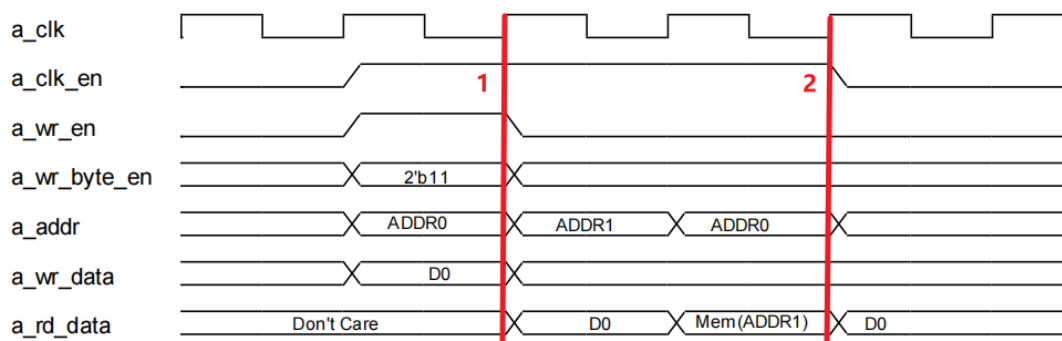 a_clk
a_clk_en 1 2
a_wr_en
a_wr_byte_en 2'b11
a_addr ADDR0 ADDR1 ADDR0
a_wr_data D0
a_rd_data Don't Care D0 Mem(ADDR1) D0